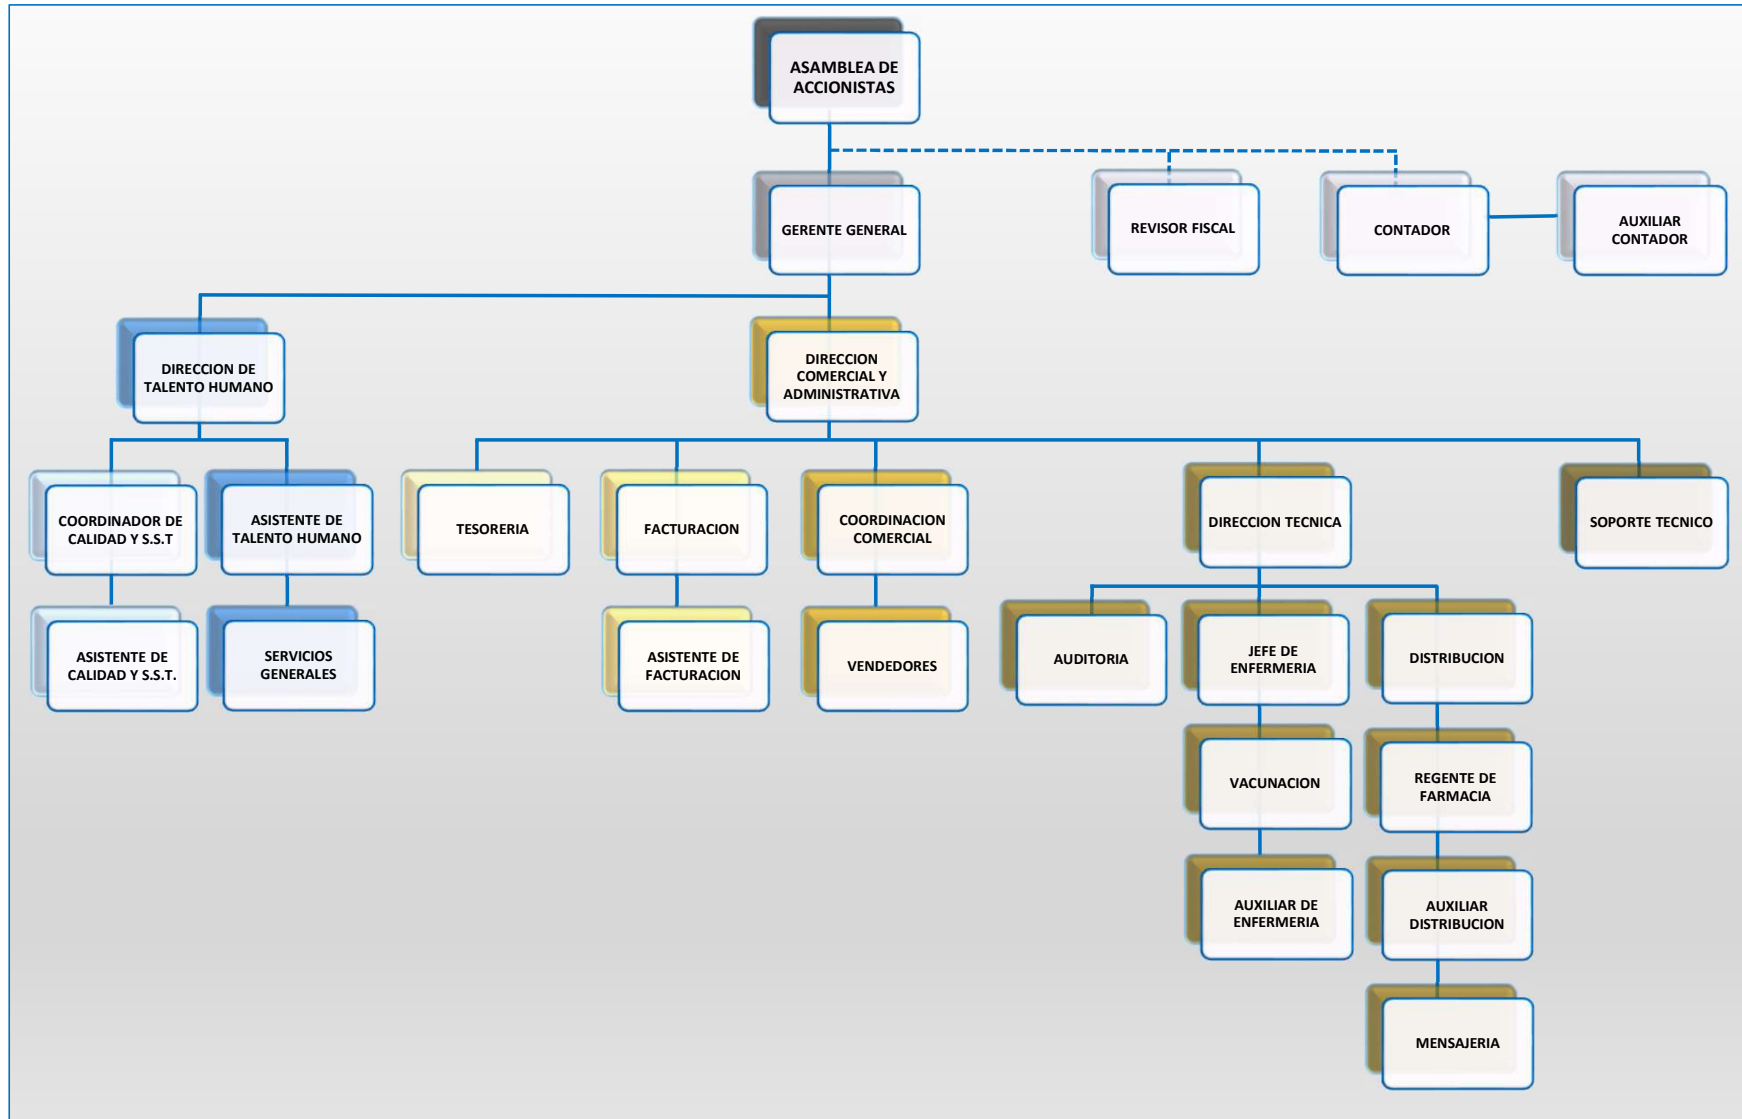 ASAMBLEA DE
ACCIONISTAS
GERENTE GENERAL
REVISOR FISCAL
CONTADOR
AUXILIAR
CONTADOR
DIRECCION DE
TALENTO HUMANO
DIRECCION
COMERCIAL Y
ADMINISTRATIVA
COORDINADOR DE
CALIDAD Y S.S.T
ASISTENTE DE
TALENTO HUMANO
TESORERIA
FACTURACION
COORDINACION
COMERCIAL
DIRECCION TECNICA
SOPORTE TECNICO
ASISTENTE DE
CALIDAD Y S.S.T.
SERVICIOS
GENERALES
ASISTENTE DE
FACTURACION
VENDEDORES
AUDITORIA
JEFE DE
ENFERMERIA
DISTRIBUCION
VACUNACION
REGENTE DE
FARMACIA
AUXILIAR DE
ENFERMERIA
AUXILIAR
DISTRIBUCION
MENSAJERIA